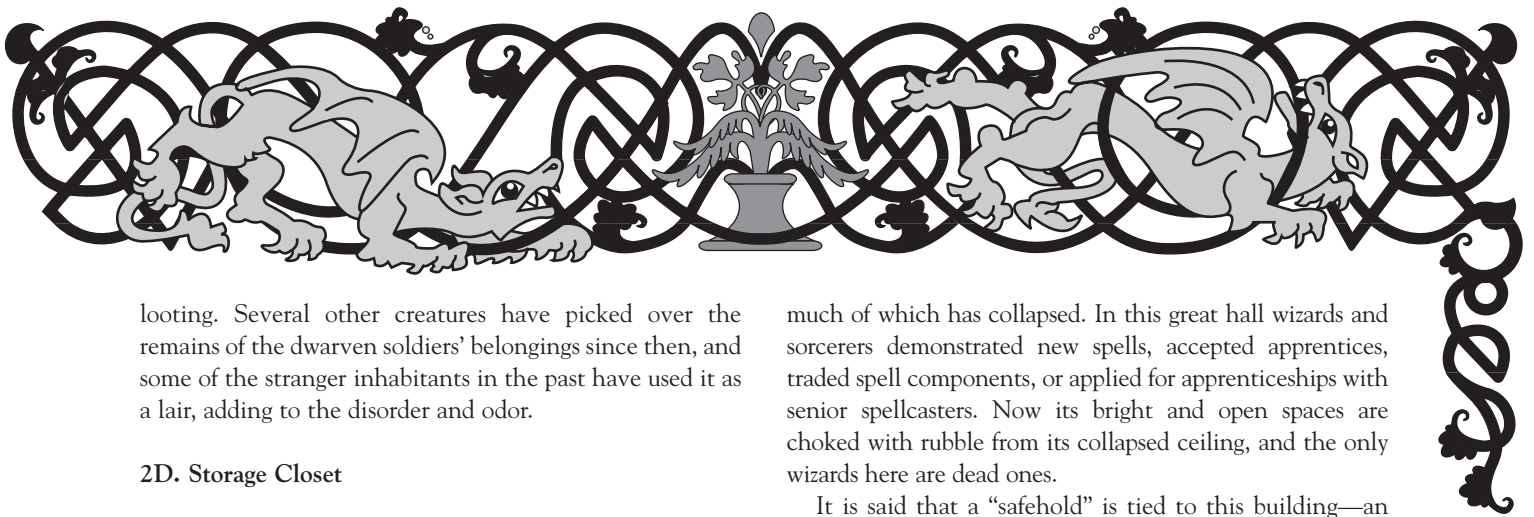 looting. Several other creatures have picked over the
remains of the dwarven soldiers’ belongings since then, and
some of the stranger inhabitants in the past have used it as
a lair, adding to the disorder and odor.
2D. Storage Closet
much of which has collapsed. In this great hall wizards and
sorcerers demonstrated new spells, accepted apprentices,
traded spell components, or applied for apprenticeships with
senior spellcasters. Now its bright and open spaces are
choked with rubble from its collapsed ceiling, and the only
wizards here are dead ones.
It is said that a “safehold” is tied to this building—an